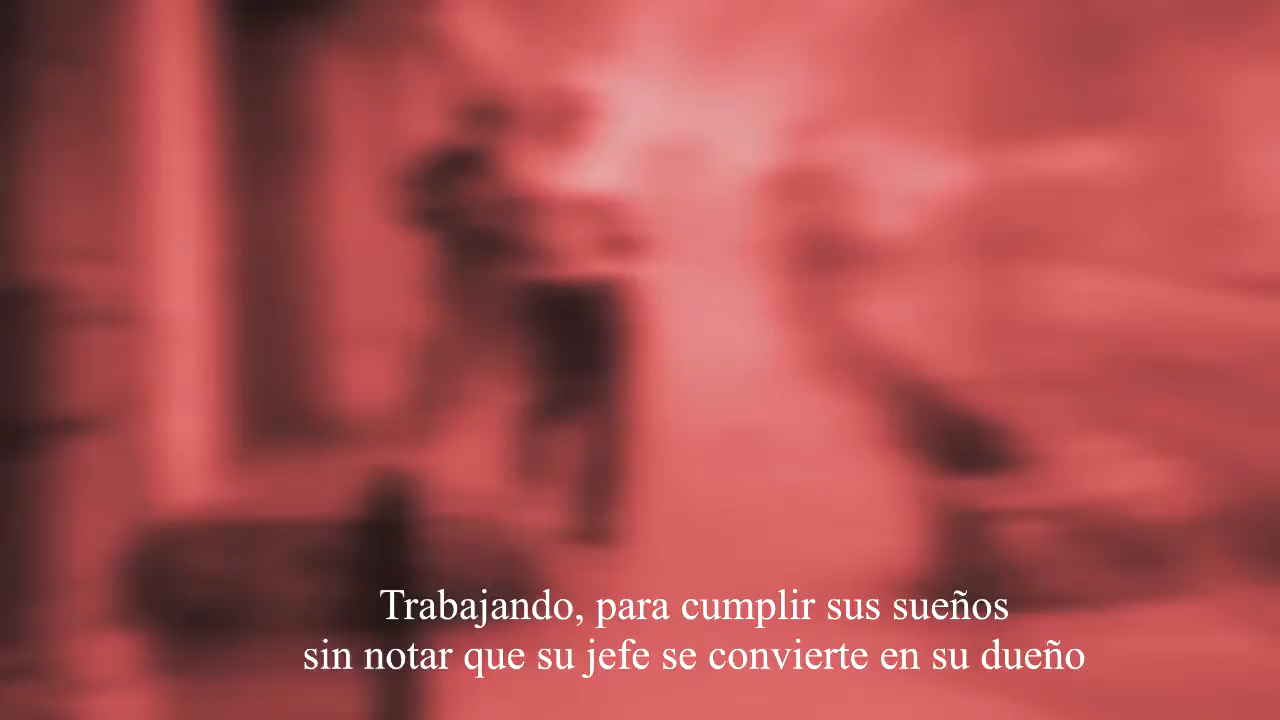 Trabajando, para cumplir sus sueños
sin notar que su jefe se convierte en su dueño